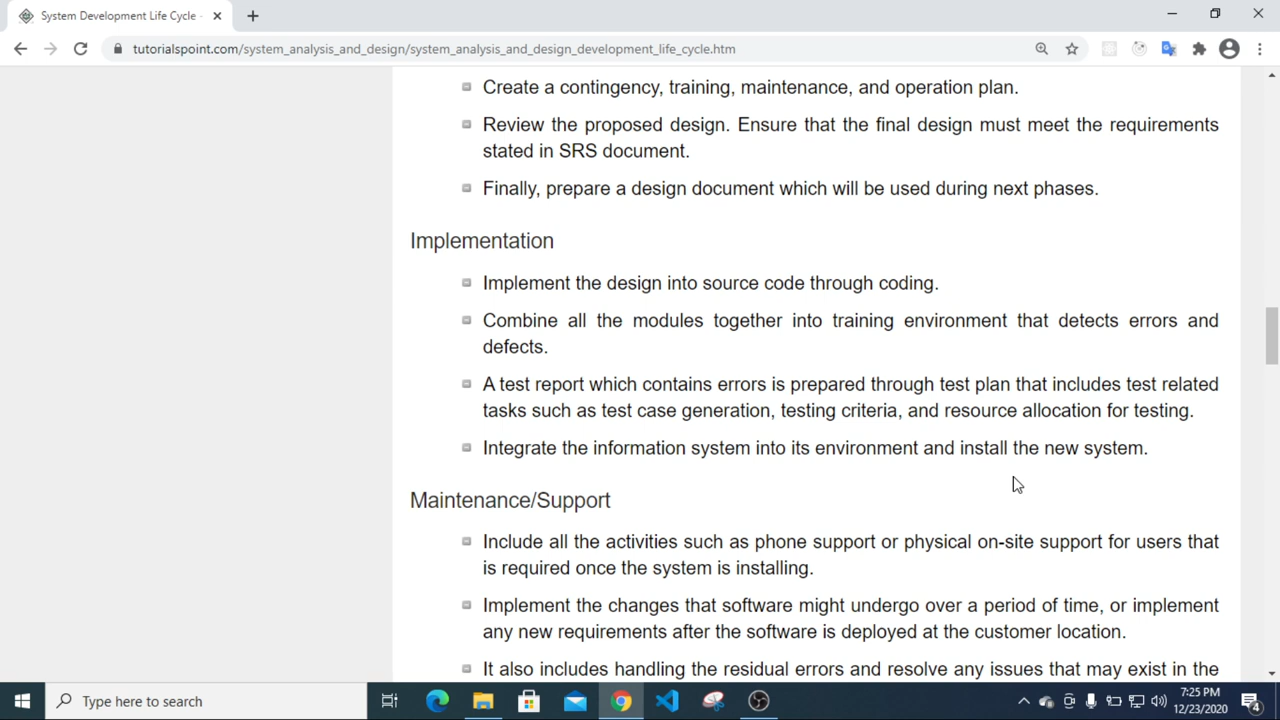 System Development Life Cycle -
tutorialspoint.com/system_analysis_and_design/system_analysis_and_design_development_life_cycle.htm
Create a contingency, training, maintenance, and operation plan.
Review the proposed design. Ensure that the final design must meet the requirements
stated in SRS document.
Finally, prepare a design document which will be used during next phases.
Implementation
Implement the design into source code through coding.
Combine all the modules together into training environment that detects errors and
defects.
A test report which contains errors is prepared through test plan that includes test related
tasks such as test case generation, testing criteria, and resource allocation for testing.
Integrate the information system into its environment and install the new system.
Maintenance/Support
Include all the activities such as phone support or physical on-site support for users that
is required once the system is installing.
Implement the changes that software might undergo over a period of time, or implement
any new requirements after the software is deployed at the customer location.
It also includes handling the residual errors and resolve any issues that may exist in the
Type here to search
7:25 PM
12/23/2020
4